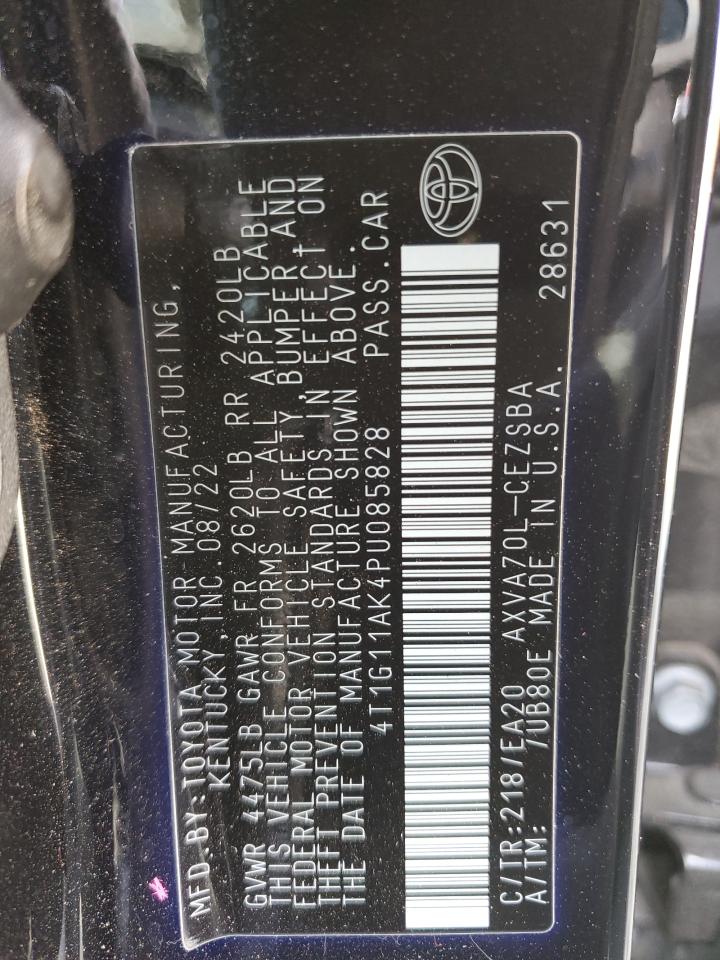 MFD. BY: TOYOTA MOTOR MANUFACTURING,
KENTUCKY, INC. 08/22
GVWR 4475LB GAWR FR 2620LB RR 2420LB
THIS VEHICLE CONFORMS TO ALL APPLICABLE
FEDERAL MOTOR VEHICLE SAFETY, BUMPER AND
THEFT PREVENTION STANDARDS IN EFFECT ON
THE DATE OF MANUFACTURE SHOWN ABOVE.
4T1G11AK4PU085828 PASS.CAR
C/TR:218/EA20 AXVA70L-CEZSBA
A/TM: /UB80E MADE IN U.S.A. 28631